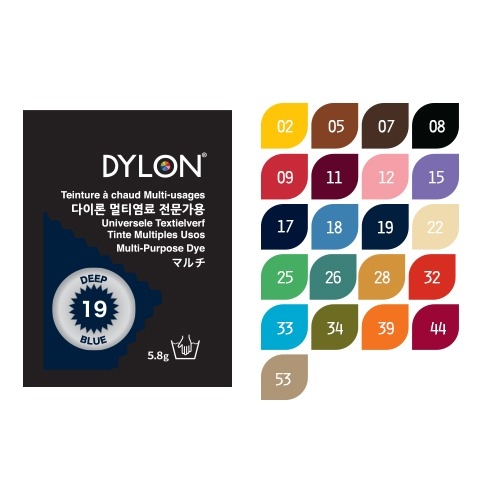 DYLON®
Teinture à chaud Multi-usages
다이론 멀티염료 전문가용
Universele Textielverf
Tinte Multiples Usos
Multi-Purpose Dye
マルチ
DEEP
19
BLUE
5.8g
02 05 07 08
09 11 12 15
17 18 19 22
25 26 28 32
33 34 39 44
53